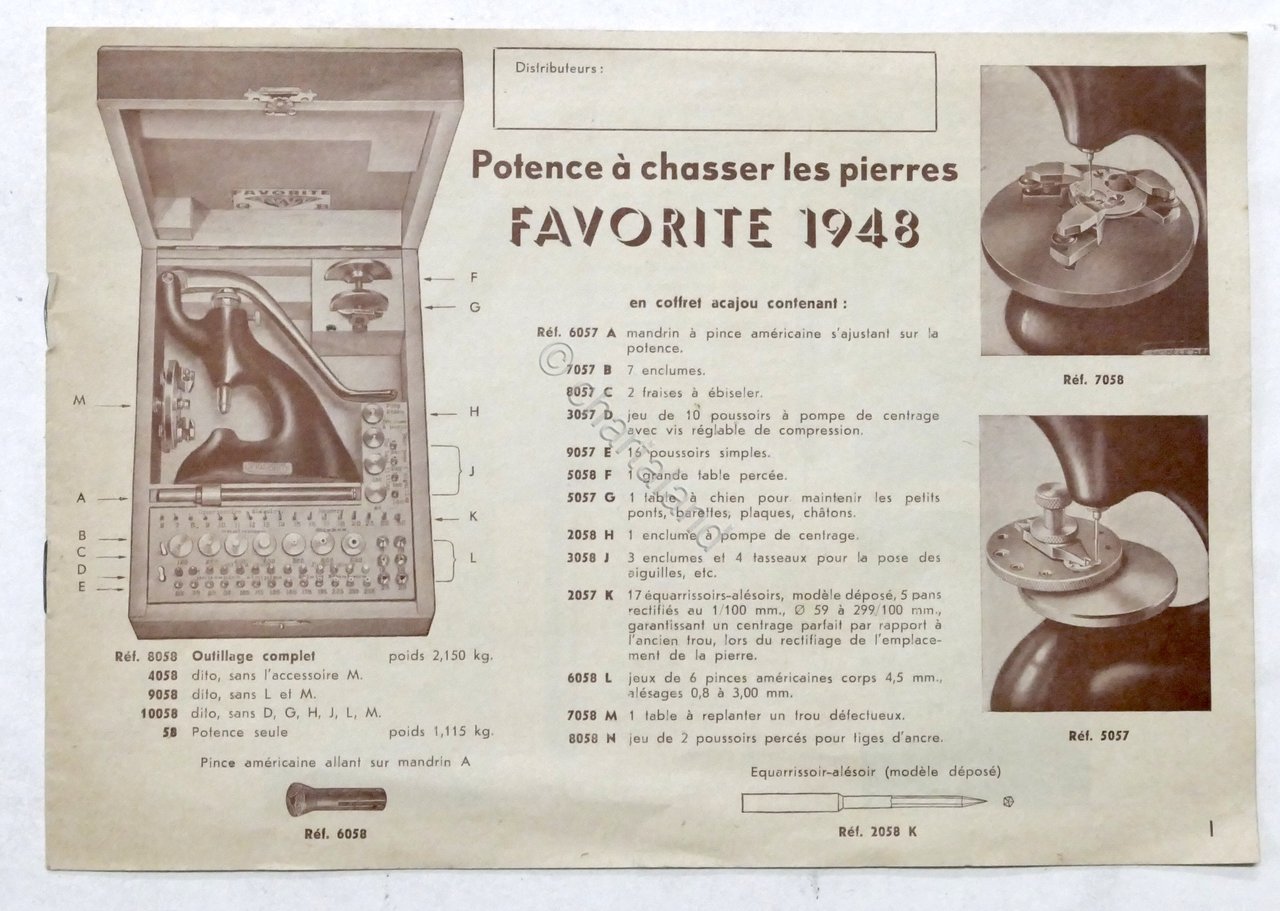 Distributeurs :
Potence à chasser les pierres
FAVORITE 1948
FAVORITE
F
G
M
H
J
A
K
B
C
D
E
L
Réf. 8058 Outillage complet poids 2,150 kg.
4058 dito, sans l'accessoire M.
9058 dito, sans L et M.
10058 dito, sans D, G, H, J, L, M.
58 Potence seule poids 1,115 kg.
Pince américaine allant sur mandrin A
Réf. 6058
en coffret acajou contenant :
Réf. 6057 A mandrin à pince américaine s'ajustant sur la
potence.
7057 B 7 enclumes.
8057 C 2 fraises à ébiseler.
3057 D jeu de 10 poussoirs à pompe de centrage
avec vis réglable de compression.
9057 E 16 poussoirs simples.
5058 F 1 grande table percée.
5057 G 1 table à chien pour maintenir les petits
ponts, barettes, plaques, châtons.
2058 H 1 enclume à pompe de centrage.
3058 J 3 enclumes et 4 tasseaux pour la pose des
aiguilles, etc.
2057 K 17 équarrissoirs-alésoirs, modèle déposé, 5 pans
rectifiés au 1/100 mm., Ø 59 à 299/100 mm.,
garantissant un centrage parfait par rapport à
l'ancien trou, lors du rectifiage de l'emplace-
ment de la pierre.
6058 L jeux de 6 pinces américaines corps 4,5 mm.,
alésages 0,8 à 3,00 mm.
7058 M 1 table à replanter un trou défectueux.
8058 N jeu de 2 poussoirs percés pour tiges d'ancre.
Equarrissoir-alésoir (modèle déposé)
Réf. 2058 K
Réf. 7058
Réf. 5057
1
© chartaland